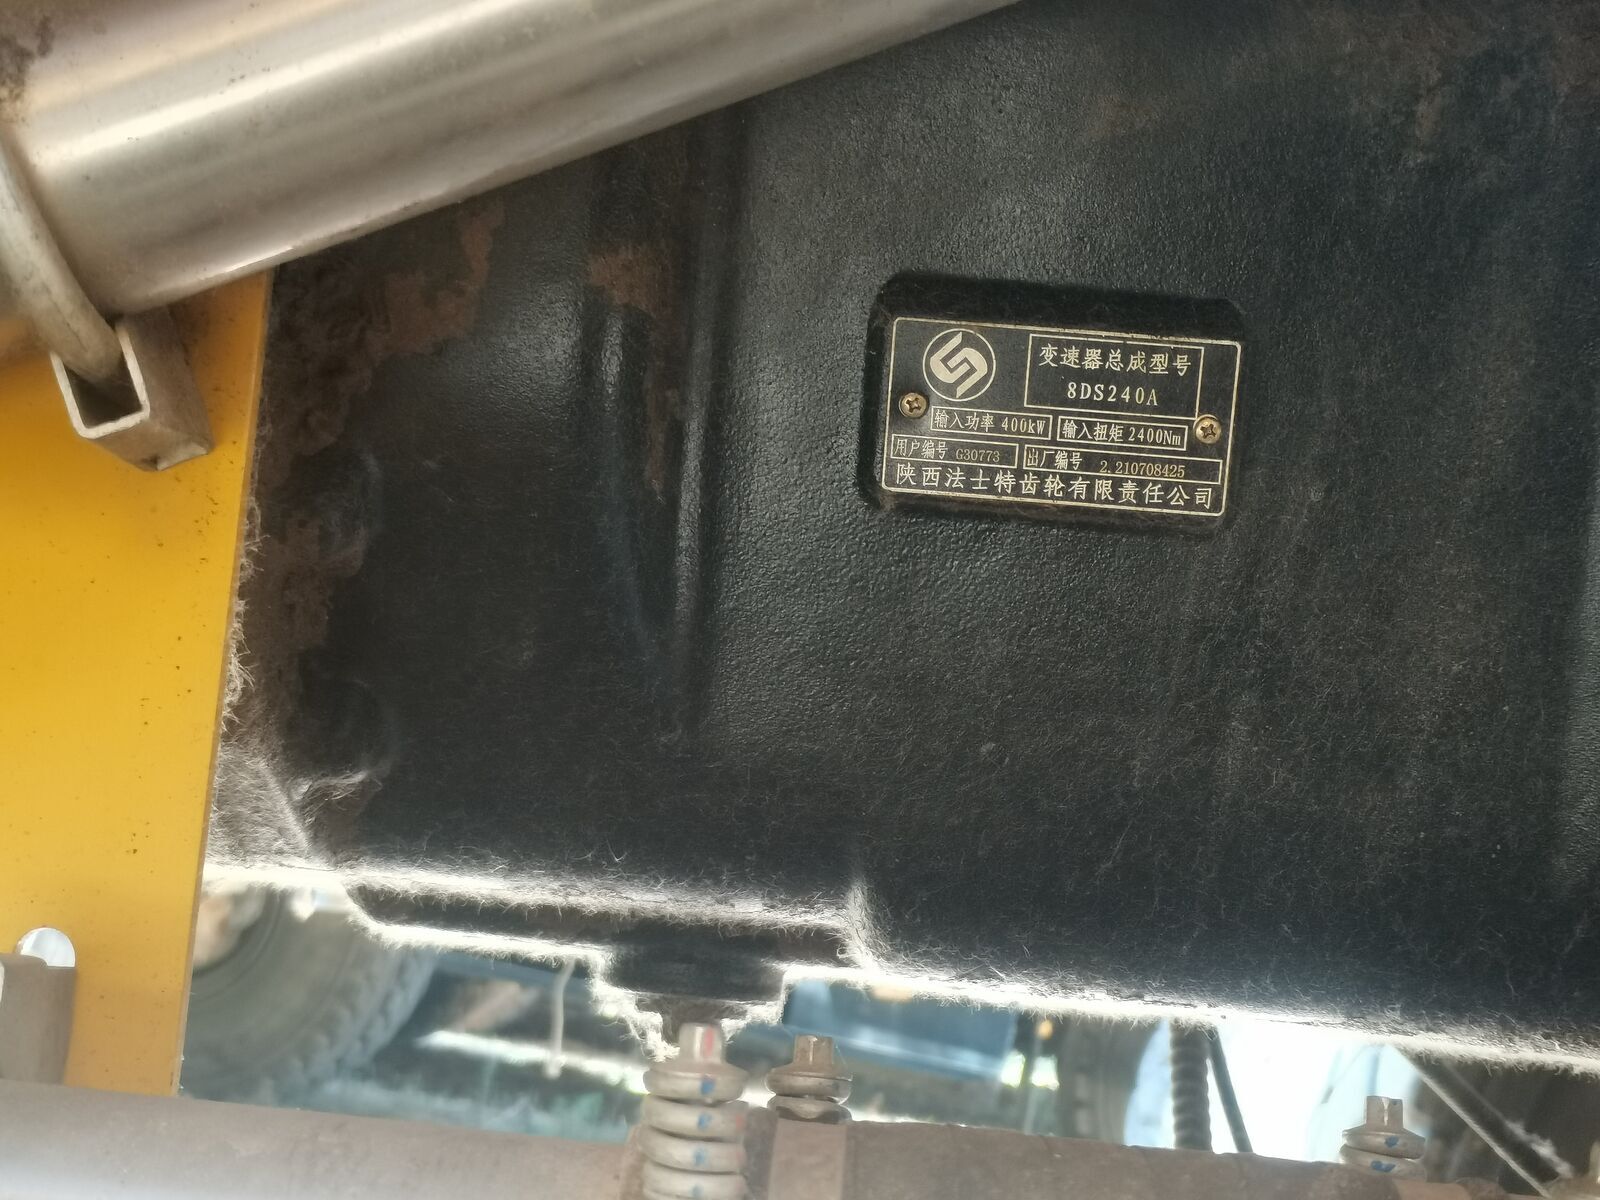 变速器总成型号
8DS240A
输入功率 400kW 输入扭矩 2400Nm
用户编号 G30773 出厂编号 2.210708425
陕西法士特齿轮有限责任公司